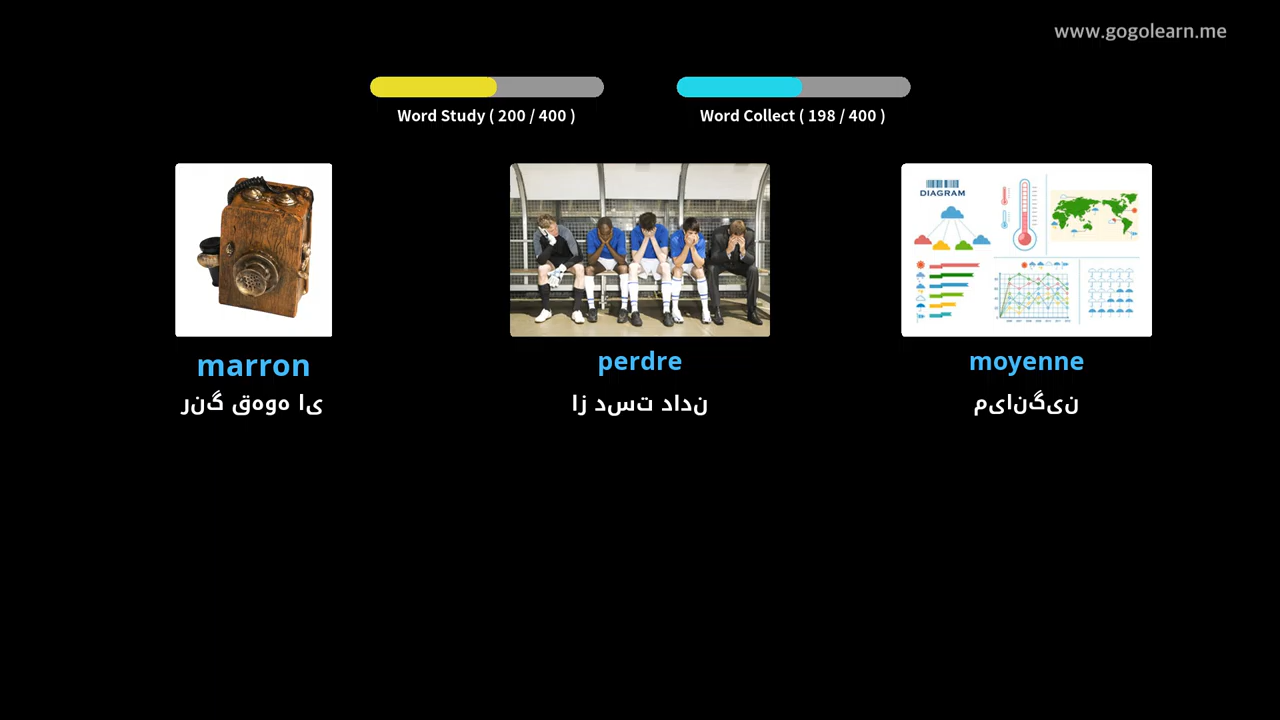 www.gogolearn.me
Word Study ( 200 / 400 )
Word Collect ( 198 / 400 )
DIAGRAM
marron
رنگ قهوه ای
perdre
از دست دادن
moyenne
میانگین